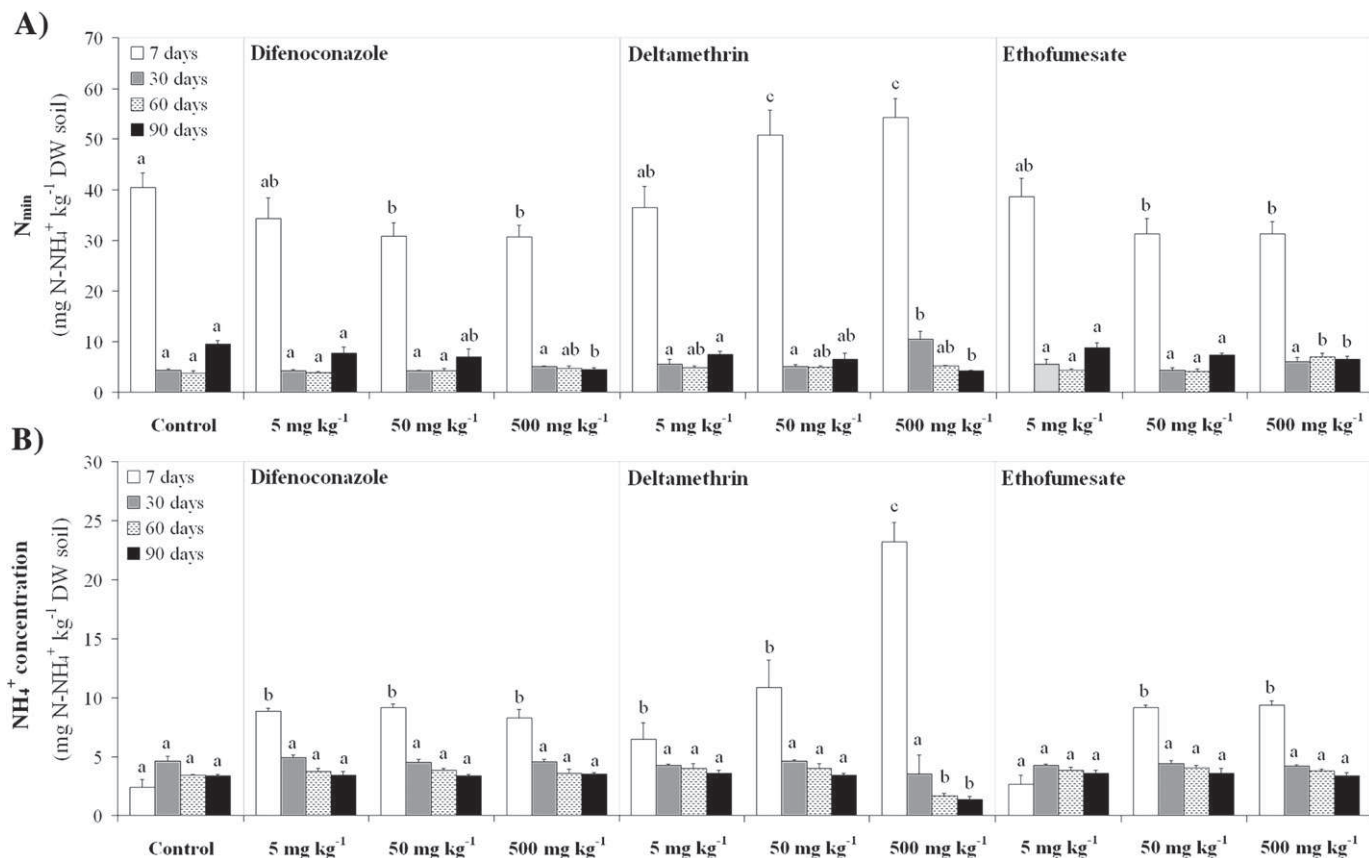 A)
N_min
(mg N-NH₄⁺ kg⁻¹ DW soil)
70
60
50
40
30
20
10
0
7 days
30 days
60 days
90 days
Difenoconazole
Deltamethrin
Ethofumesate
a a a a
ab a a a
b a a ab
b a ab b
ab a ab a
c a ab ab
c b ab b
ab a a a
b a a a
b a b b
Control 5 mg kg⁻¹ 50 mg kg⁻¹ 500 mg kg⁻¹ 5 mg kg⁻¹ 50 mg kg⁻¹ 500 mg kg⁻¹ 5 mg kg⁻¹ 50 mg kg⁻¹ 500 mg kg⁻¹
B)
NH₄⁺ concentration
(mg N-NH₄⁺ kg⁻¹ DW soil)
30
25
20
15
10
5
0
7 days
30 days
60 days
90 days
Difenoconazole
Deltamethrin
Ethofumesate
a a a a
b a a a
b a a a
b a a a
b a a a
b a a a
c a b b
a a a a
b a a a
b a a a
Control 5 mg kg⁻¹ 50 mg kg⁻¹ 500 mg kg⁻¹ 5 mg kg⁻¹ 50 mg kg⁻¹ 500 mg kg⁻¹ 5 mg kg⁻¹ 50 mg kg⁻¹ 500 mg kg⁻¹